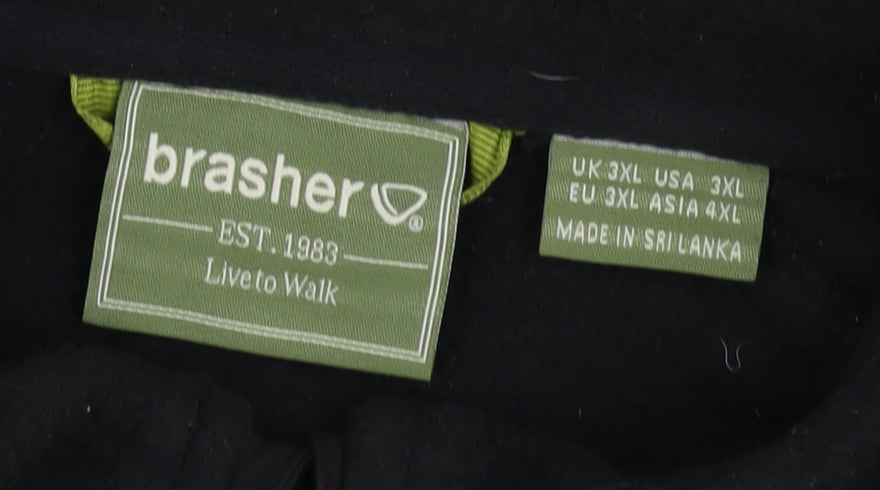 brasher®
EST. 1983
Live to Walk
UK 3XL USA 3XL
EU 3XL ASIA 4XL
MADE IN SRI LANKA